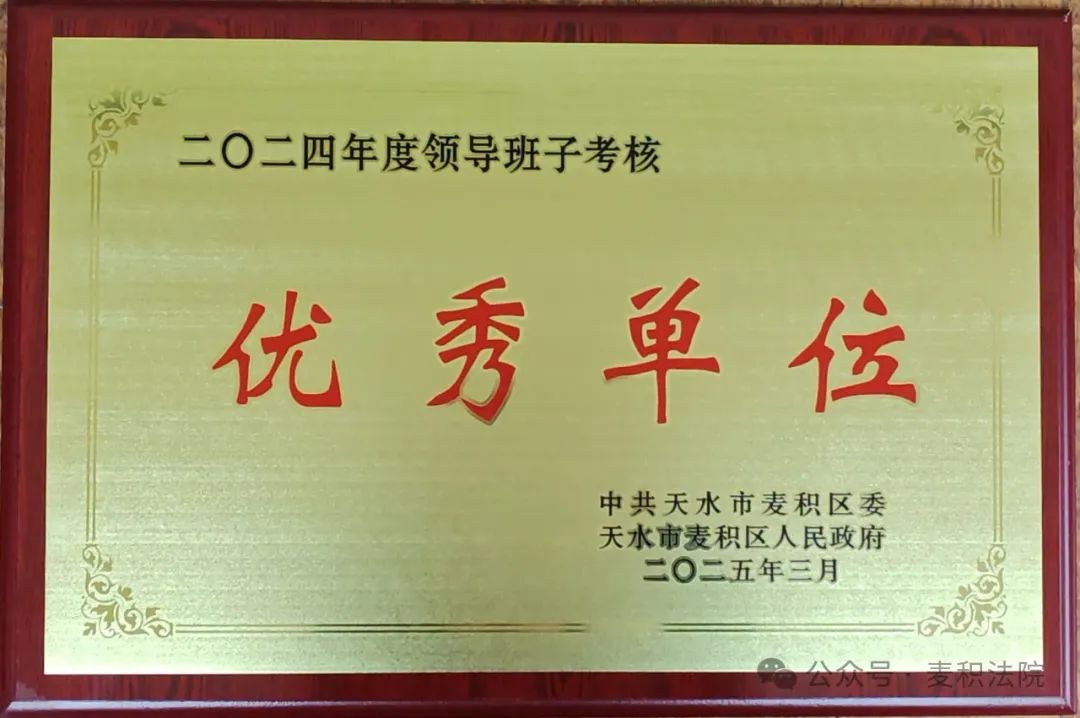 二〇二四年度领导班子考核
优秀单位
中共天水市麦积区委
天水市麦积区人民政府
二〇二五年三月
公众号·麦积法院